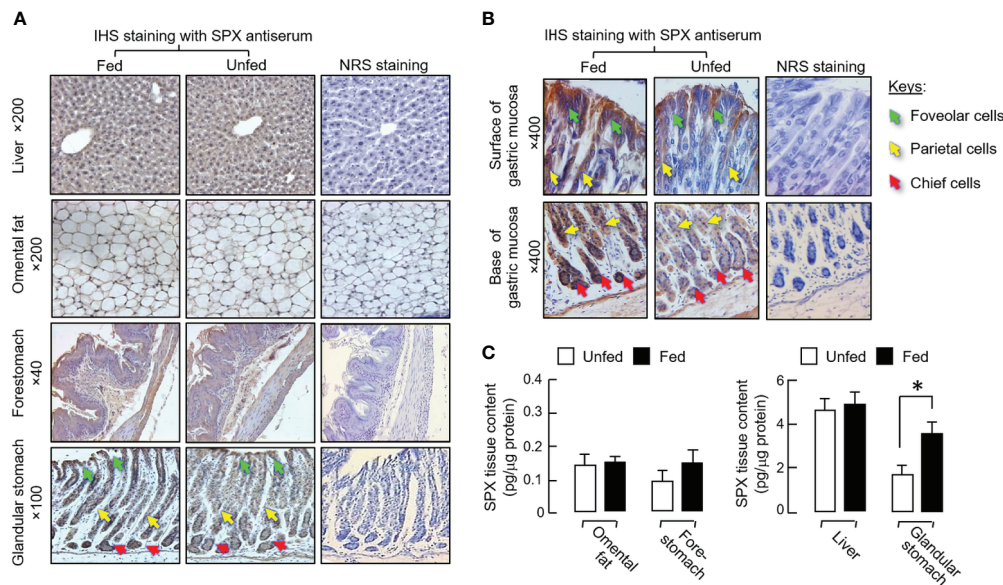 A
IHS staining with SPX antiserum
Fed
Unfed
NRS staining
Liver ×200
Omental fat
×200
Forestomach
×40
Glandular stomach
×100
B
IHS staining with SPX antiserum
Fed
Unfed
NRS staining
Surface of
gastric mucosa
×400
Base of
gastric mucosa
×400
Keys:
Foveolar cells
Parietal cells
Chief cells
C
Unfed
Fed
SPX tissue content
(pg/μg protein)
0.4
0.3
0.2
0.1
0
Omental
fat
Fore-
stomach
Unfed
Fed
SPX tissue content
(pg/μg protein)
6
4
2
0
*
Liver
Glandular
stomach